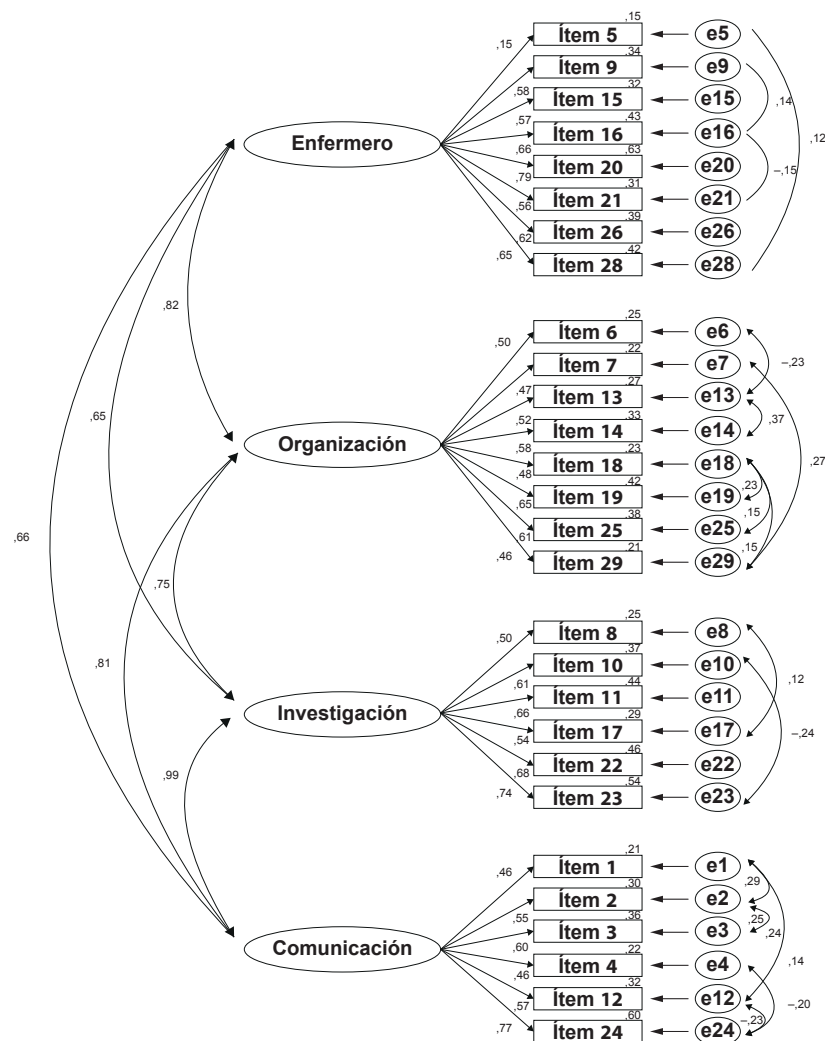 ,15
Ítem 5
e5
,15
,34
Ítem 9
e9
,58
,32
Ítem 15
e15
,14
,57
,43
Ítem 16
e16
,12
Enfermero
,66
,63
Ítem 20
e20
–,15
,79
,31
Ítem 21
e21
,56
,39
Ítem 26
e26
,62
,42
Ítem 28
e28
,65
,82
,25
Ítem 6
e6
,50
,22
Ítem 7
e7
–,23
,47
,27
Ítem 13
e13
,65
,52
,33
Ítem 14
e14
,37
Organización
,58
,23
Ítem 18
e18
,27
,48
,42
Ítem 19
e19
,23
,65
,38
Ítem 25
e25
,15
,66
,61
,21
Ítem 29
e29
,15
,46
,75
,25
Ítem 8
e8
,50
,37
Ítem 10
e10
,81
,61
,44
Ítem 11
e11
,12
Investigación
,66
,29
Ítem 17
e17
,54
,46
Ítem 22
e22
–,24
,68
,54
Ítem 23
e23
,99
,74
,21
Ítem 1
e1
,46
,29
,30
Ítem 2
e2
,55
,36
Ítem 3
e3
,25
,24
Comunicación
,60
,22
Ítem 4
e4
,14
,46
,32
Ítem 12
e12
,57
–,20
,60
Ítem 24
e24
–,23
,77